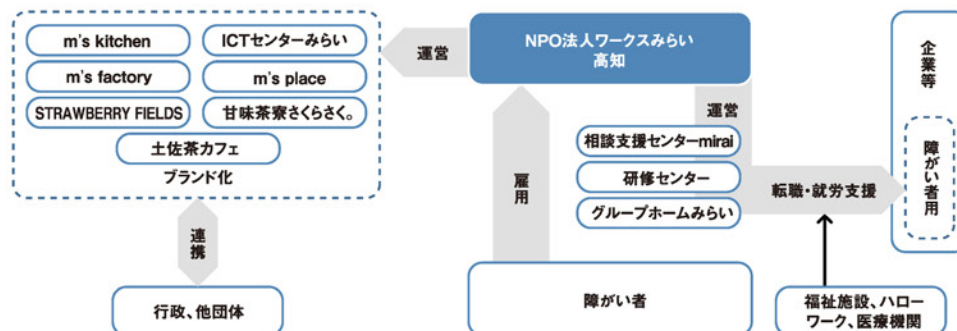 m's kitchen
ICTセンターみらい
m's factory
m's place
STRAWBERRY FIELDS
甘味茶寮さくらさく。
土佐茶カフェ
ブランド化
連携
行政、他団体
運営
NPO法人ワークスみらい
高知
雇用
運営
相談支援センターmirai
研修センター
グループホームみらい
障がい者
転職・就労支援
福祉施設、ハロー
ワーク、医療機関
企業等
障がい者用